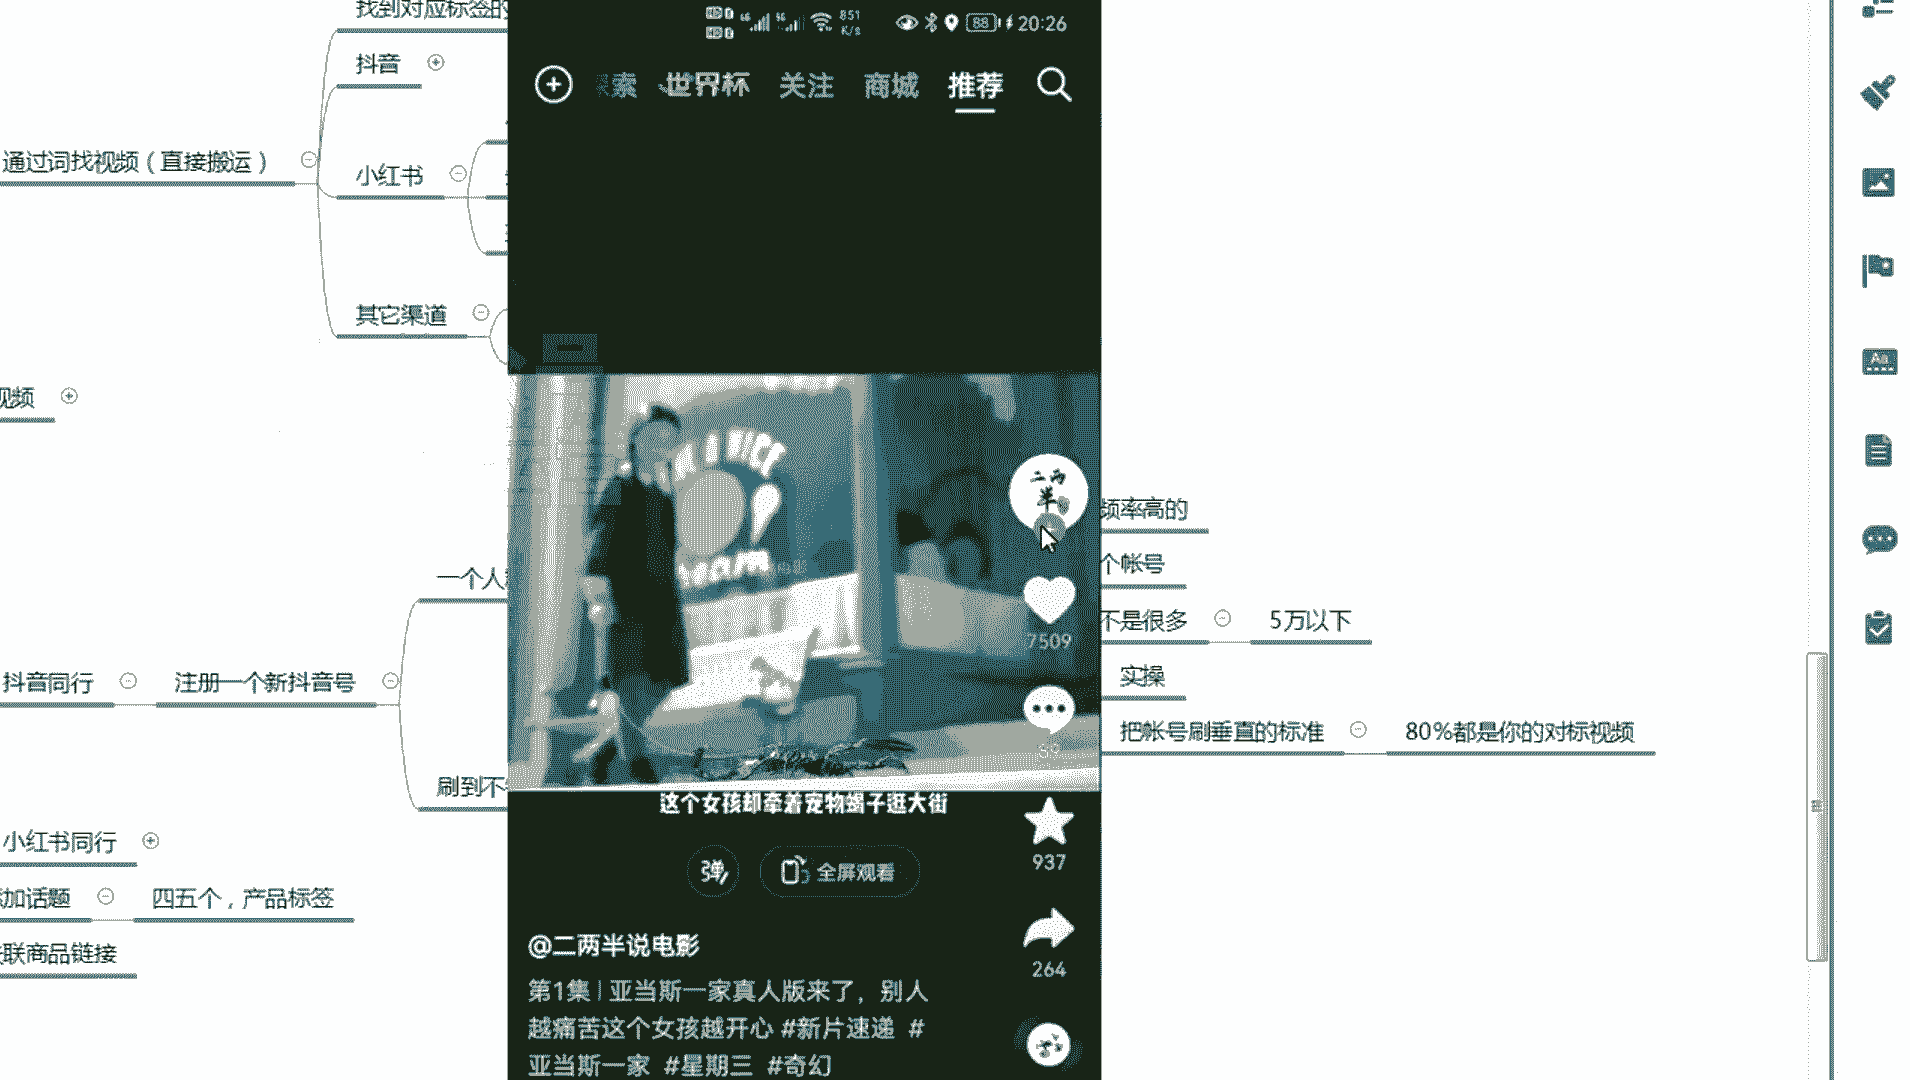 找到对应标签的
抖音
通过词找视频（直接搬运）
小红书
其它渠道
视频
一个人
抖音同行
注册一个新抖音号
刷到不
小红书同行
加话题
四五个，产品标签
联商品链接
851
K/s
88
20:26
索
世界杯
关注
商城
推荐
二两
半
7509
89
937
264
这个女孩却牵着宠物蝎子逛大街
弹
全屏观看
@二两半说电影
第1集 | 亚当斯一家真人版来了，别人
越痛苦这个女孩越开心 #新片速递 #
亚当斯一家 #星期三 #奇幻
频率高的
个帐号
不是很多
5万以下
实操
把帐号刷垂直的标准
80%都是你的对标视频
Aa